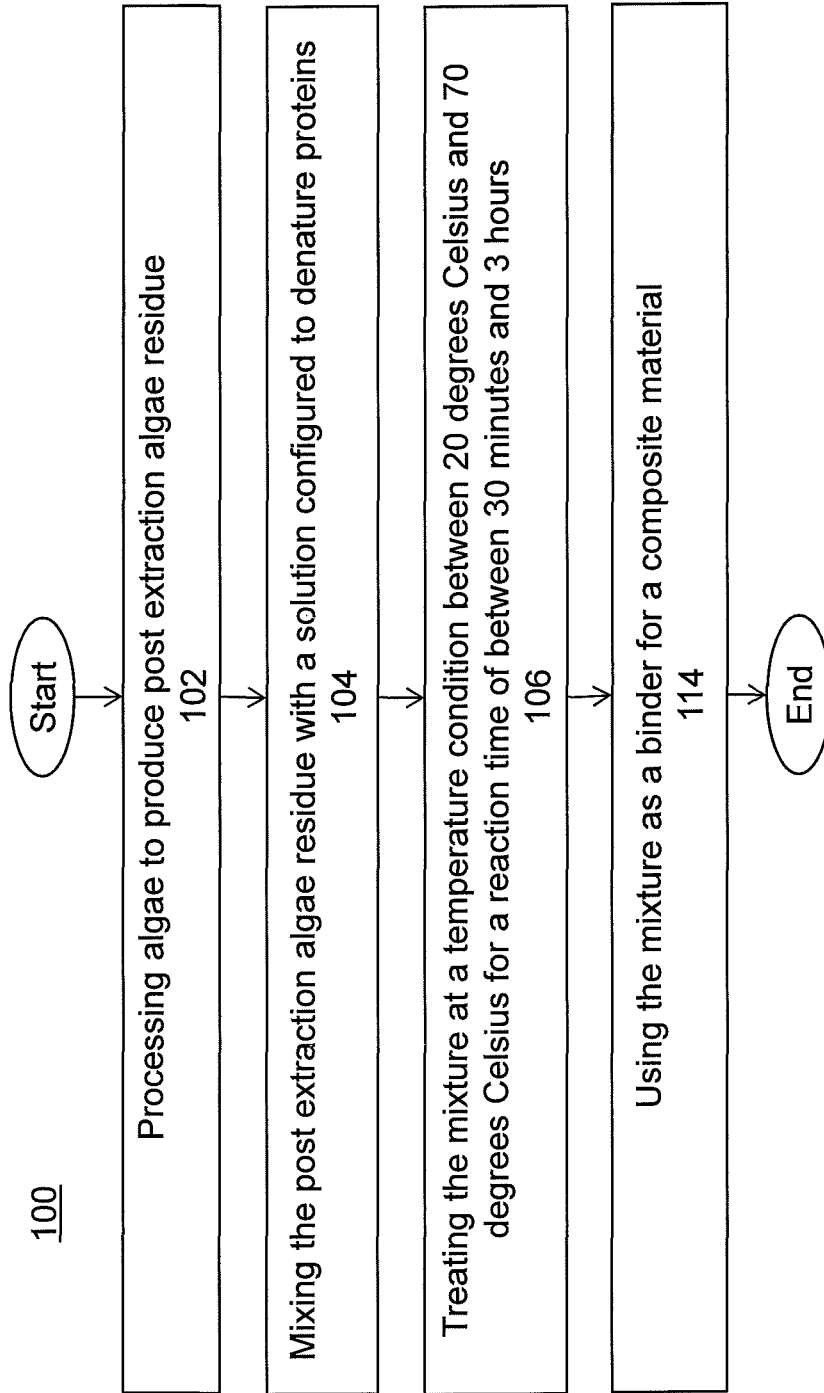 100
Start
Processing algae to produce post extraction algae residue
102
Mixing the post extraction algae residue with a solution configured to denature proteins
104
Treating the mixture at a temperature condition between 20 degrees Celsius and 70
degrees Celsius for a reaction time of between 30 minutes and 3 hours
106
Using the mixture as a binder for a composite material
114
End